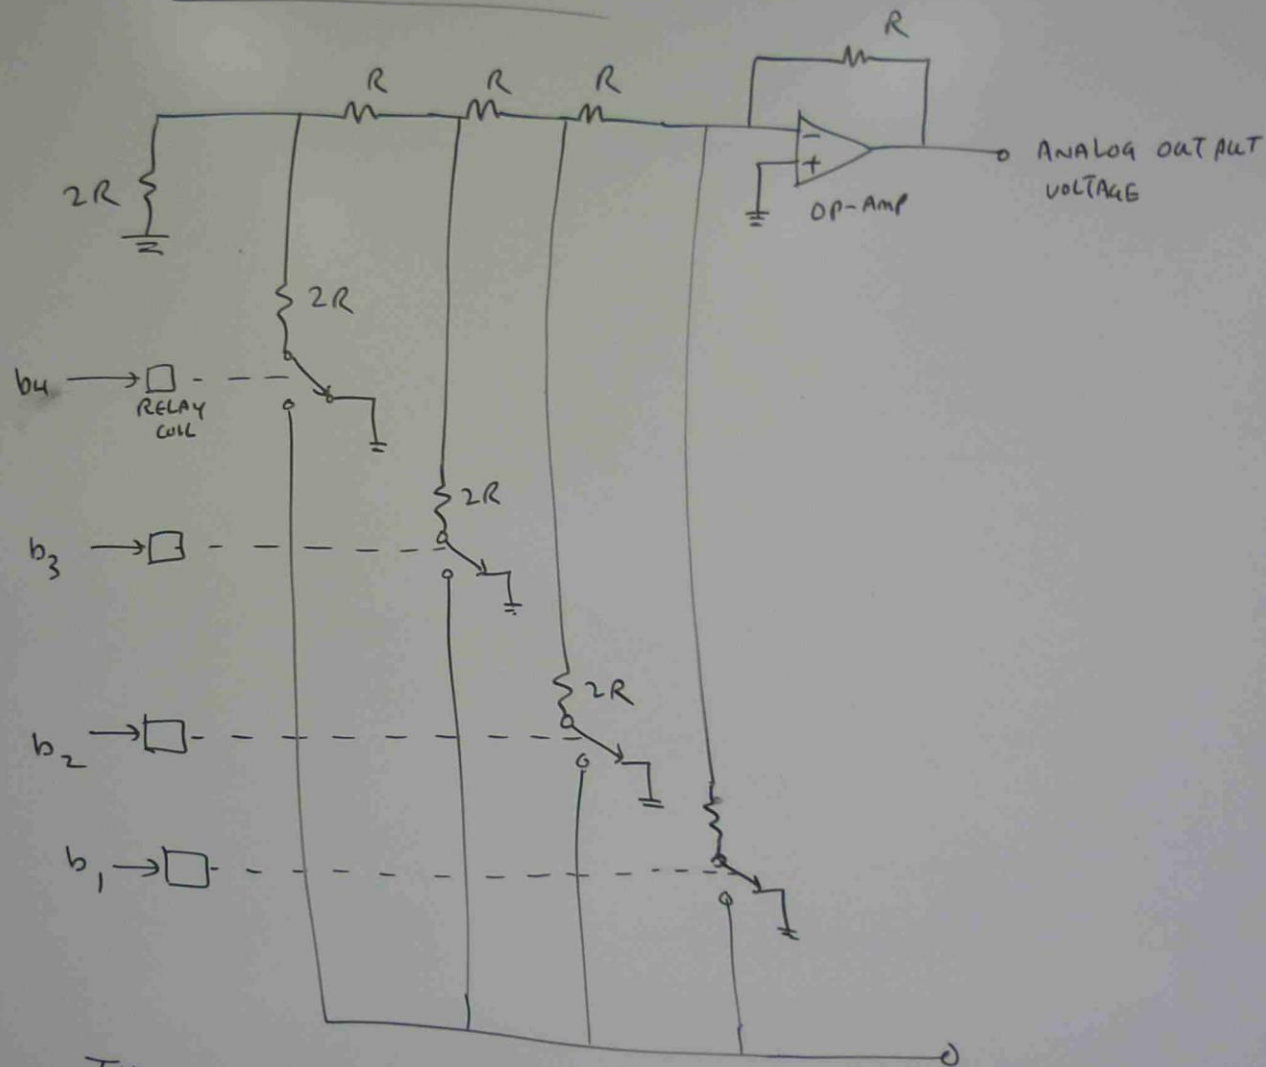 R
R R R
- 
+
ANALOG OUTPUT
VOLTAGE
OP-AMP
2R
2R
b4
RELAY
COIL
2R
b3
2R
b2
b1